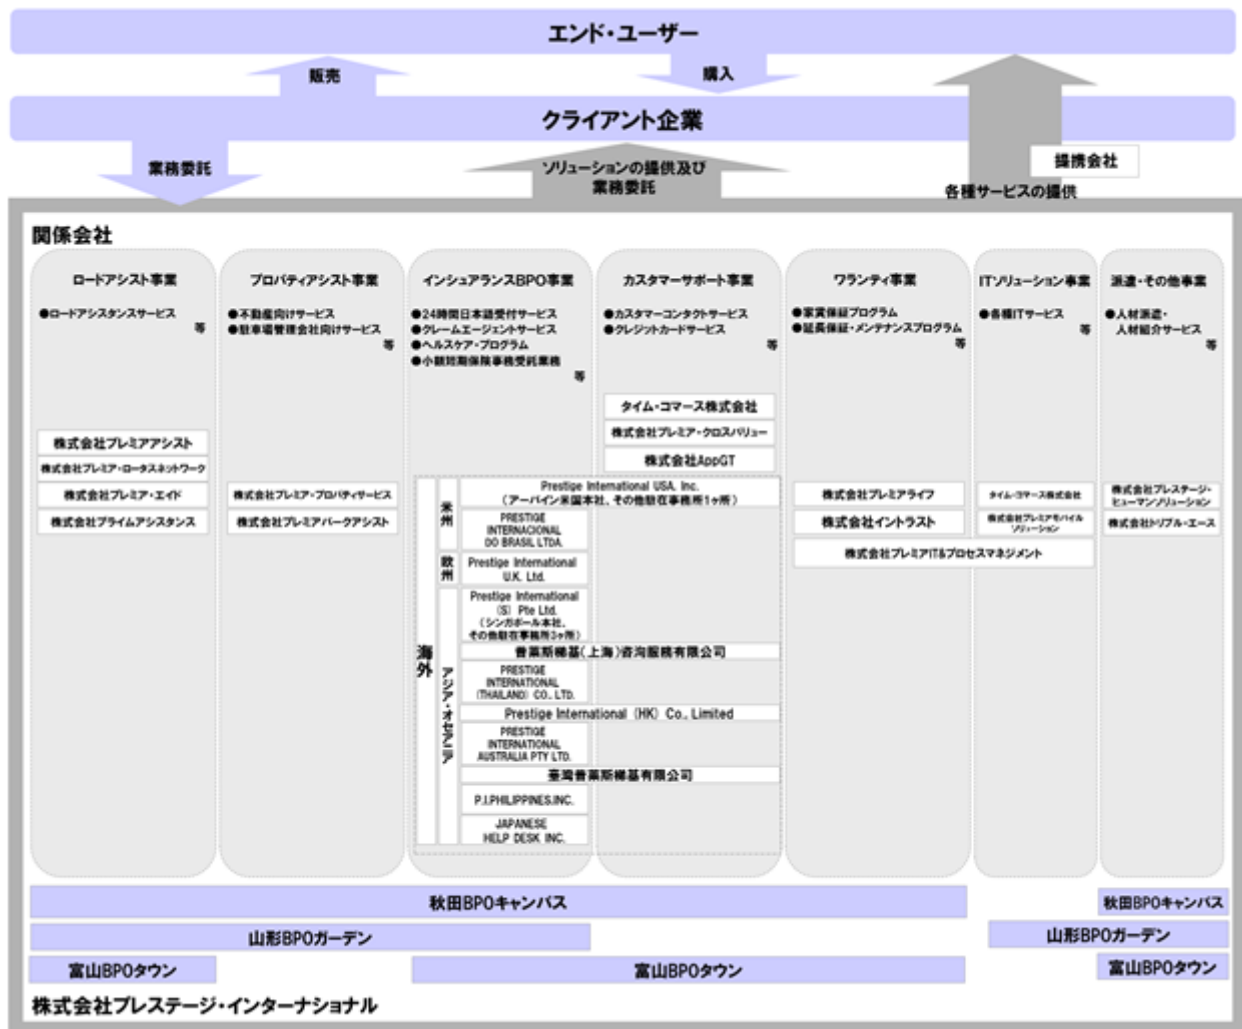 エンド・ユーザー
販売
購入
クライアント企業
業務委託
ソリューションの提供及び
業務委託
提携会社
各種サービスの提供
関係会社
ロードアシスト事業
●ロードアシスタンスサービス
等
株式会社プレミアアシスト
株式会社プレミア・ロータスネットワーク
株式会社プレミア・エイド
株式会社プライムアシスタンス
プロパティアシスト事業
●不動産向けサービス
●駐車場管理会社向けサービス
等
株式会社プレミア・プロパティサービス
株式会社プレミアパークアシスト
インシュアランスBPO事業
●24時間日本語受付サービス
●クレームエージェントサービス
●ヘルスケア・プログラム
●小額短期保険事務受託業務
等
カスタマーサポート事業
●カスタマーコンタクトサービス
●クレジットカードサービス
等
タイム・コマース株式会社
株式会社プレミア・クロスバリュー
株式会社AppGT
海外
米州
Prestige International USA, Inc.
(アーバイン米国本社、その他駐在事務所1ヶ所)
PRESTIGE
INTERNACIONAL
DO BRASIL LTDA.
欧州
Prestige International
U.K. Ltd.
アジア・オセアニア
Prestige International
(S) Pte Ltd.
(シンガポール本社、
その他駐在事務所3ヶ所)
普莱斯梯基(上海)咨询服務有限公司
PRESTIGE
INTERNATIONAL
(THAILAND) CO., LTD.
Prestige International (HK) Co., Limited
PRESTIGE
INTERNATIONAL
AUSTRALIA PTY LTD.
臺灣普莱斯梯基有限公司
P.I.PHILIPPINES.INC.
JAPANESE
HELP DESK INC.
ワランティ事業
●家賃保証プログラム
●延長保証・メンテナンスプログラム
等
株式会社プレミアライフ
株式会社イントラスト
ITソリューション事業
●各種ITサービス
等
タイム・コマース株式会社
株式会社プレミアモバイル
ソリューション
株式会社プレミアIT&プロセスマネジメント
派遣・その他事業
●人材派遣・
人材紹介サービス
等
株式会社プレステージ・
ヒューマンソリューション
株式会社トリプル・エース
秋田BPOキャンパス
秋田BPOキャンパス
山形BPOガーデン
山形BPOガーデン
富山BPOタウン
富山BPOタウン
富山BPOタウン
株式会社プレステージ・インターナショナル